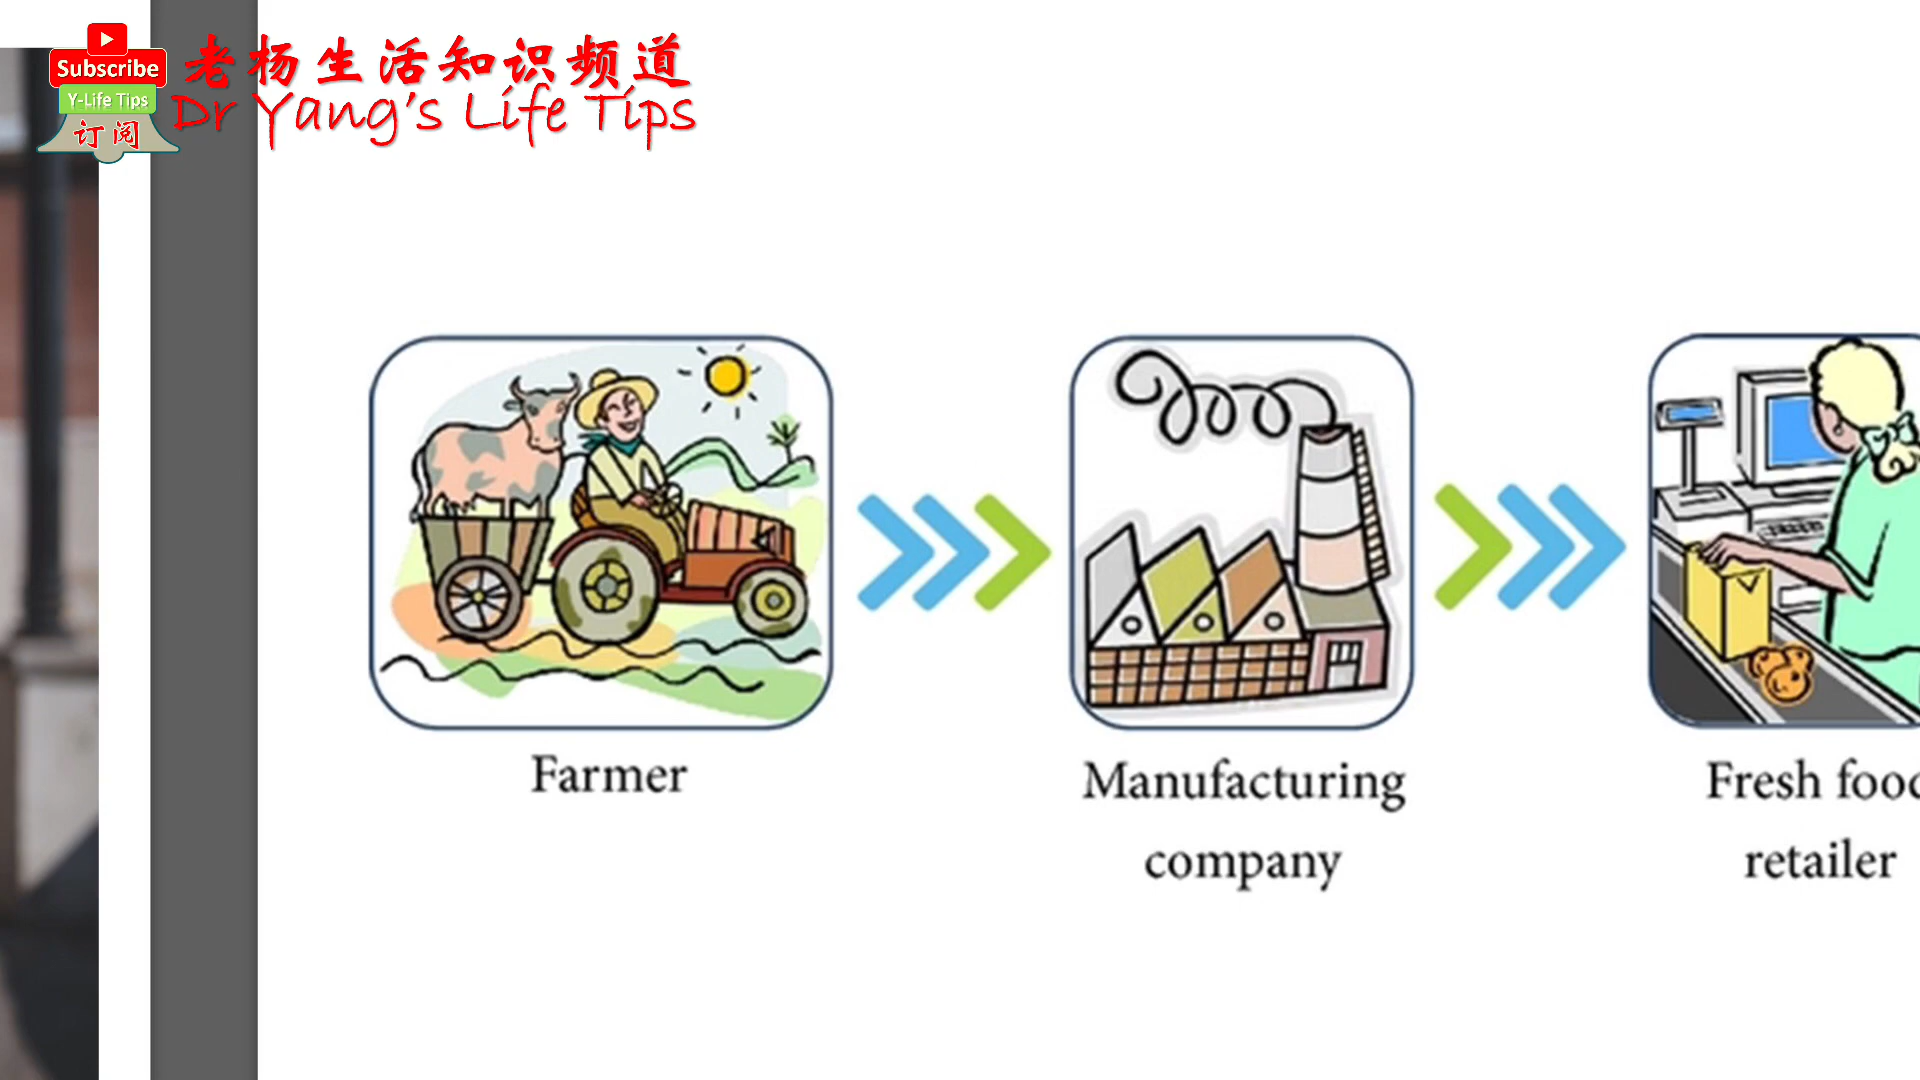 Subscribe
Y-Life Tips
订阅
老杨生活知识频道
Dr Yang's Life Tips
Farmer
Manufacturing
company
Fresh food
retailer